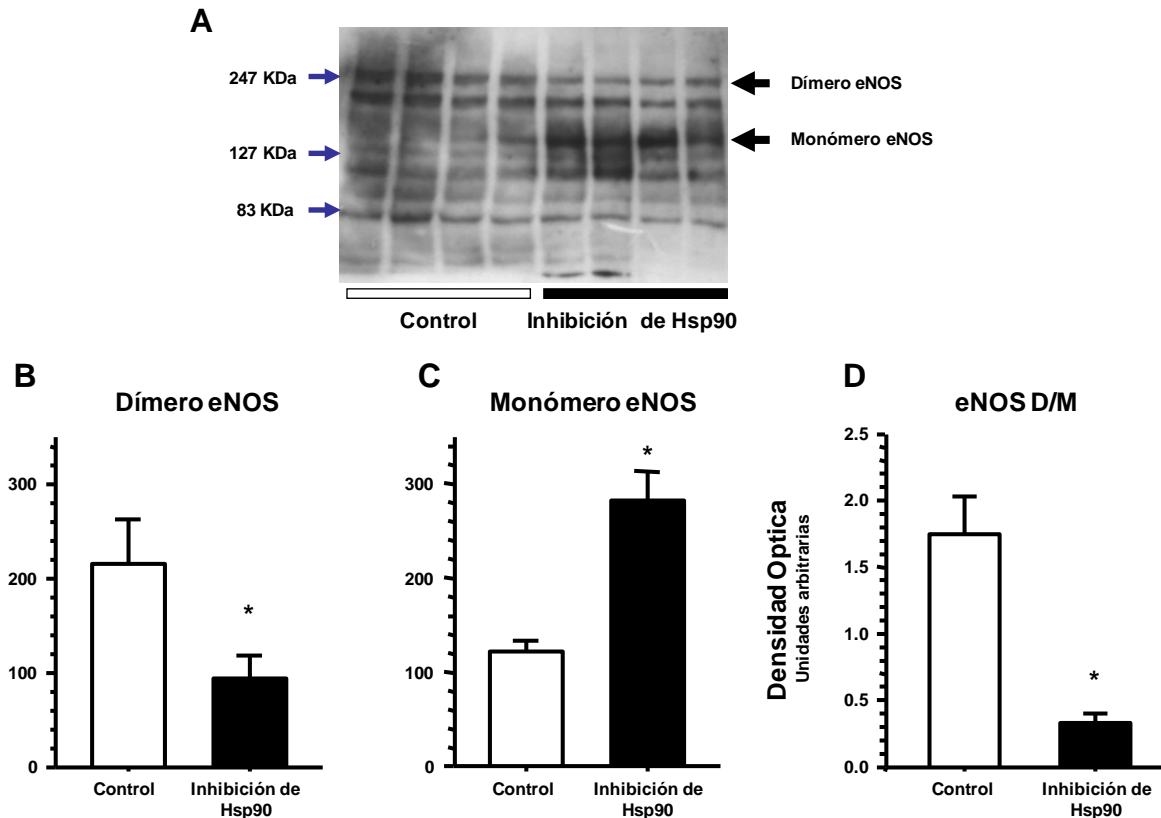 A
247 KDa
127 KDa
83 KDa
Dímero eNOS
Monómero eNOS
Control
Inhibición de Hsp90
B
Dímero eNOS
300
200
100
0
*
Control
Inhibición de
Hsp90
C
Monómero eNOS
300
200
100
0
*
Control
Inhibición de
Hsp90
D
eNOS D/M
Densidad Optica
Unidades arbitrarias
2.5
2.0
1.5
1.0
0.5
0.0
*
Control
Inhibición de
Hsp90